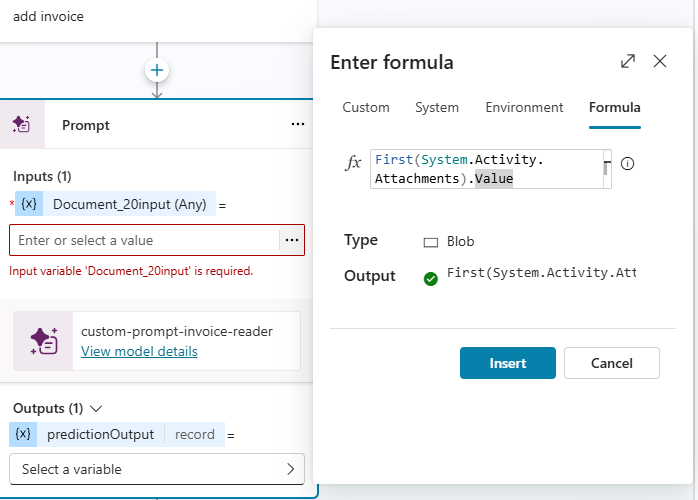 add invoice
Prompt
Inputs (1)
* {x} Document_20input (Any) =
Enter or select a value
Input variable 'Document_20input' is required.
custom-prompt-invoice-reader
View model details
Outputs (1)
{x} predictionOutput record =
Select a variable
Enter formula
Custom System Environment Formula
fx First(System.Activity.
Attachments).Value
Type Blob
Output First(System.Activity.Att
Insert Cancel